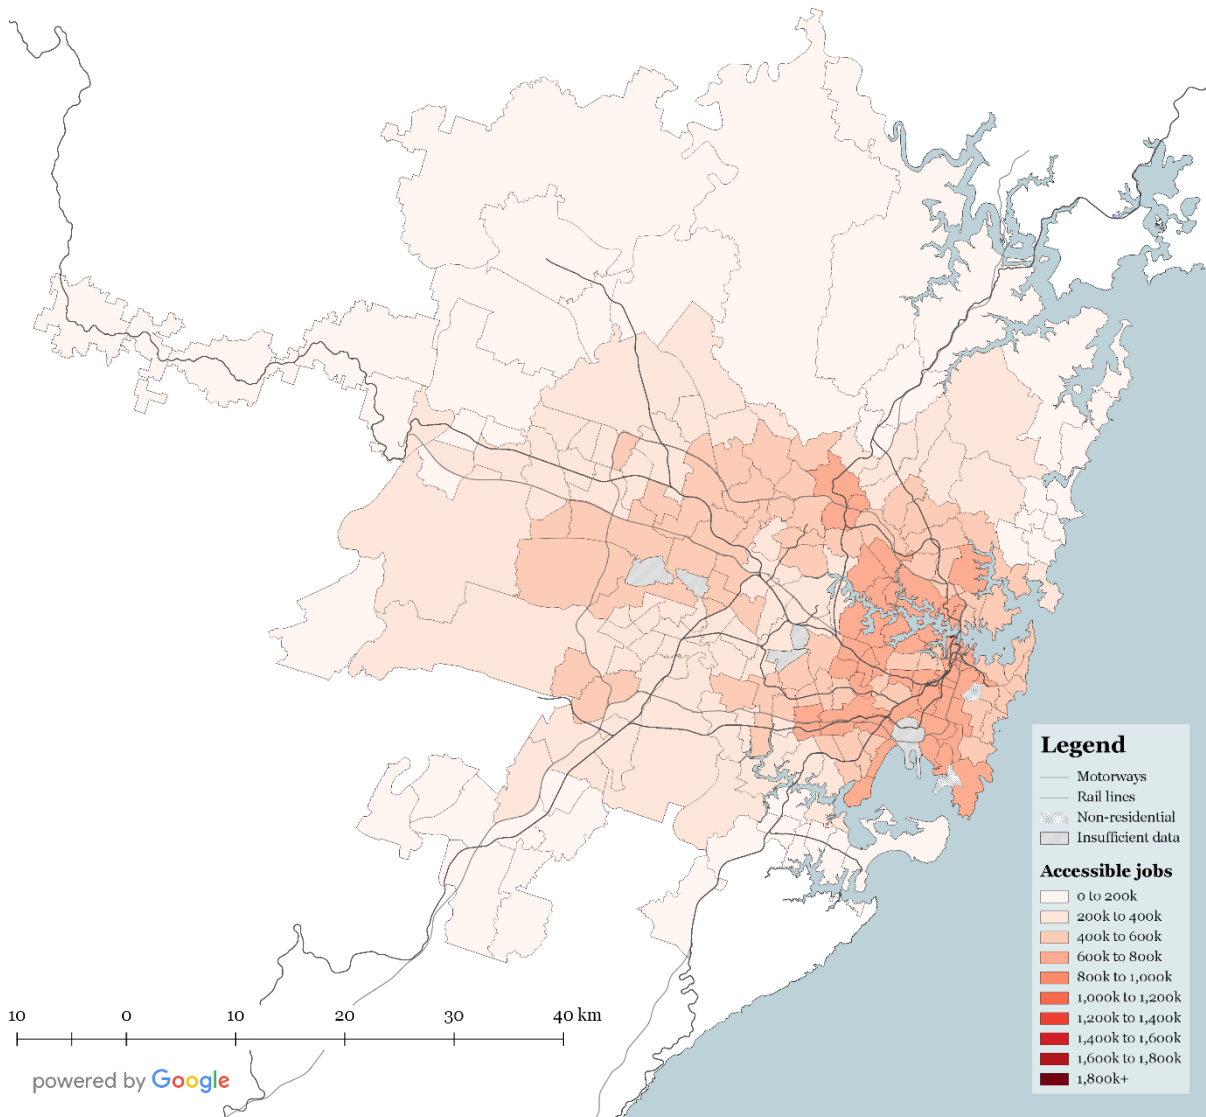 Legend
Motorways
Rail lines
Non-residential
Insufficient data
Accessible jobs
0 to 200k
200k to 400k
400k to 600k
600k to 800k
800k to 1,000k
1,000k to 1,200k
1,200k to 1,400k
1,400k to 1,600k
1,600k to 1,800k
1,800k+
10 0 10 20 30 40 km
powered by Google